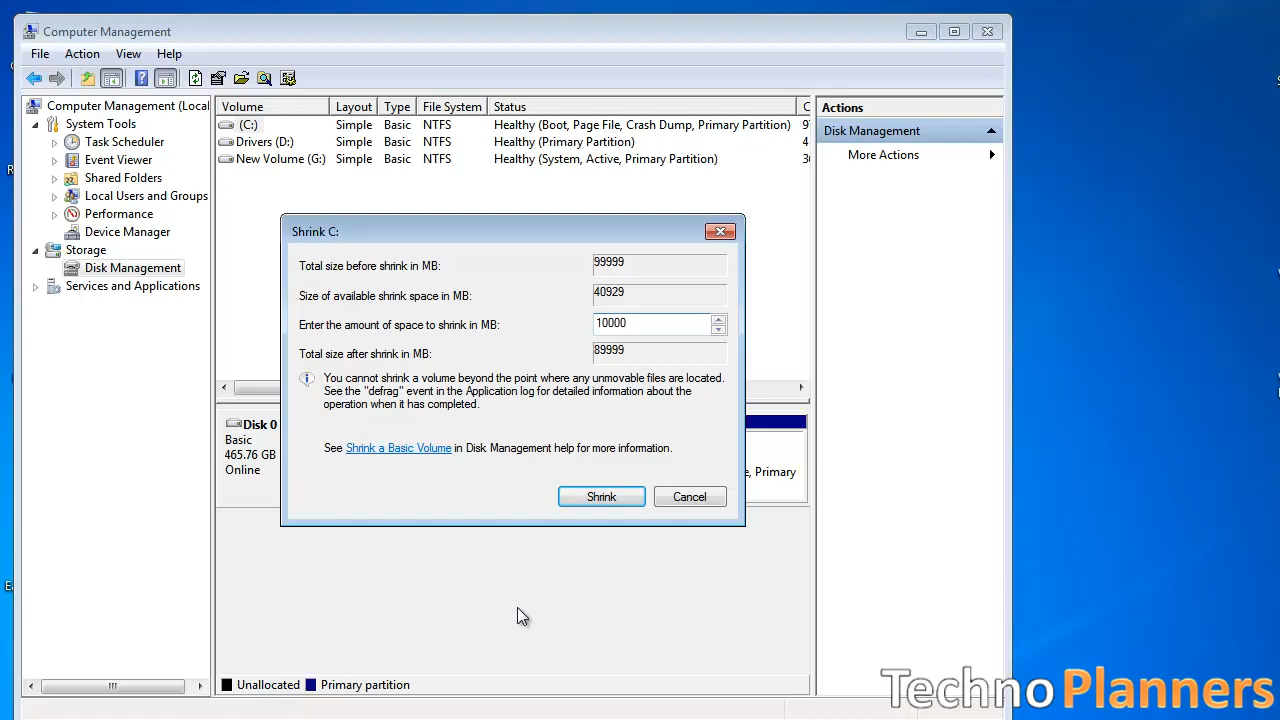 Computer Management
File Action View Help
Computer Management (Local
System Tools
Task Scheduler
Event Viewer
Shared Folders
Local Users and Groups
Performance
Device Manager
Storage
Disk Management
Services and Applications
Volume Layout Type File System Status C
(C:) Simple Basic NTFS Healthy (Boot, Page File, Crash Dump, Primary Partition) 9
Drivers (D:) Simple Basic NTFS Healthy (Primary Partition) 4
New Volume (G:) Simple Basic NTFS Healthy (System, Active, Primary Partition) 3
Actions
Disk Management
More Actions
Shrink C:
Total size before shrink in MB: 99999
Size of available shrink space in MB: 40929
Enter the amount of space to shrink in MB: 10000
Total size after shrink in MB: 89999
You cannot shrink a volume beyond the point where any unmovable files are located.
See the "defrag" event in the Application log for detailed information about the
operation when it has completed.
See Shrink a Basic Volume in Disk Management help for more information.
Shrink Cancel
Disk 0
Basic
465.76 GB
Online
, Primary
Unallocated Primary partition
Techno Planners